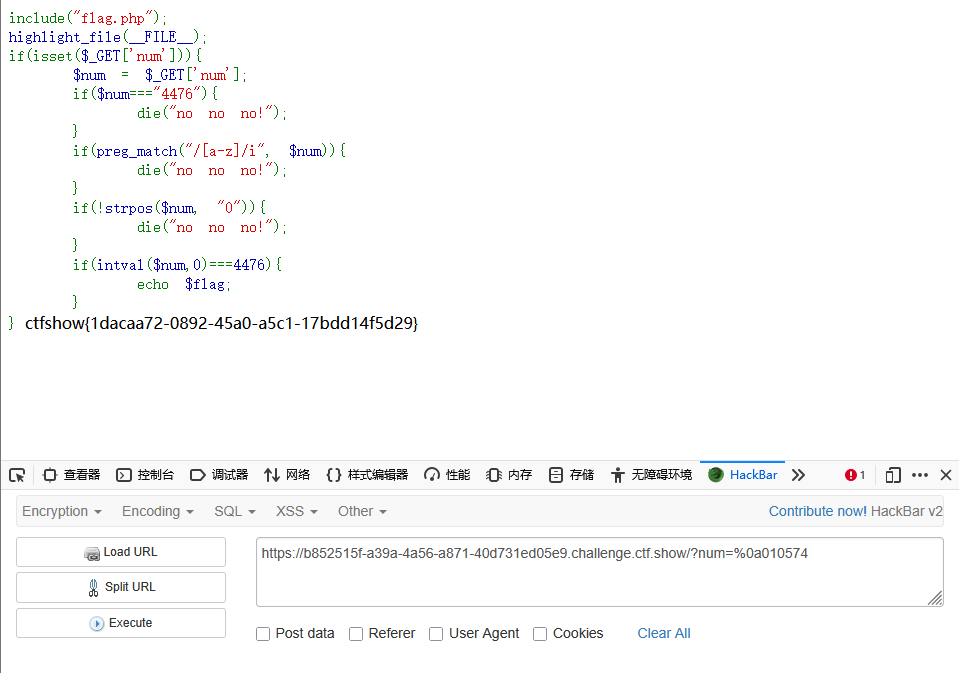 include("flag.php");
highlight_file(__FILE__);
if(isset($_GET['num'])){
$num = $_GET['num'];
if($num==="4476"){
die("no no no!");
}
if(preg_match("/[a-z]/i", $num)){
die("no no no!");
}
if(!strpos($num, "0")){
die("no no no!");
}
if(intval($num,0)===4476){
echo $flag;
}
} ctfshow{1dacaa72-0892-45a0-a5c1-17bdd14f5d29}
查看器 控制台 调试器 网络 {} 样式编辑器 性能 内存 存储 无障碍环境 HackBar 1
Encryption Encoding SQL XSS Other Contribute now! HackBar v2
Load URL https://b852515f-a39a-4a56-a871-40d731ed05e9.challenge.ctf.show/?num=%0a010574
Split URL
Execute
Post data Referer User Agent Cookies Clear All